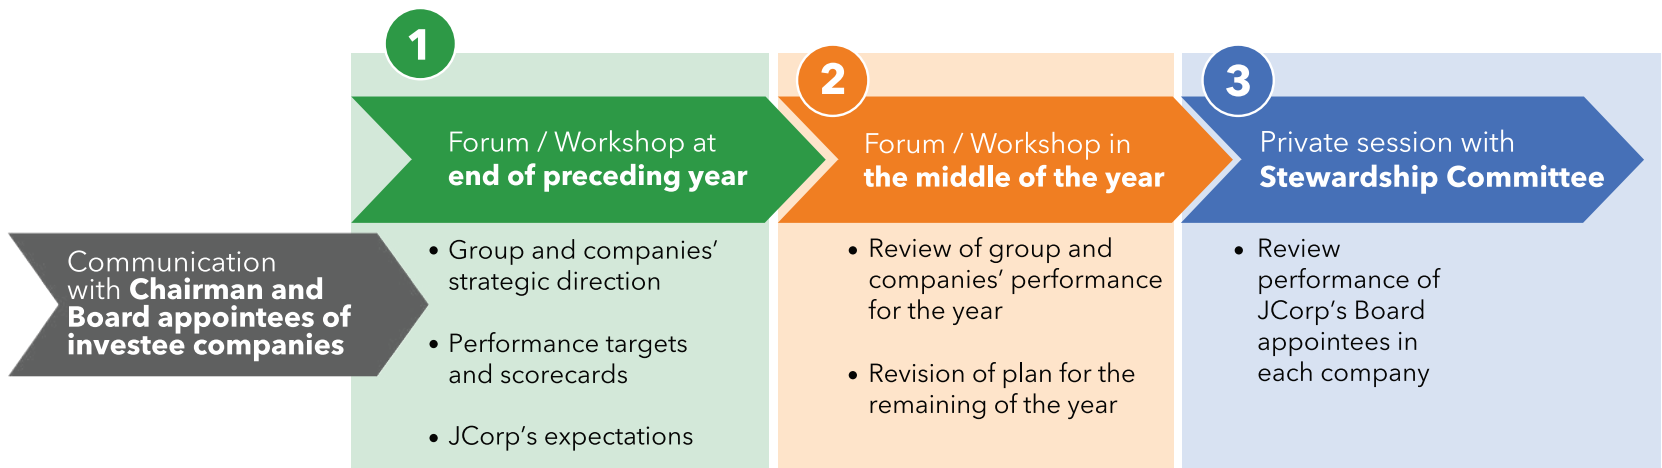 Communication
with Chairman and
Board appointees of
investee companies
1
Forum / Workshop at
end of preceding year
• Group and companies’
strategic direction
• Performance targets
and scorecards
• JCorp’s expectations
2
Forum / Workshop in
the middle of the year
• Review of group and
companies’ performance
for the year
• Revision of plan for the
remaining of the year
3
Private session with
Stewardship Committee
• Review
performance of
JCorp’s Board
appointees in
each company